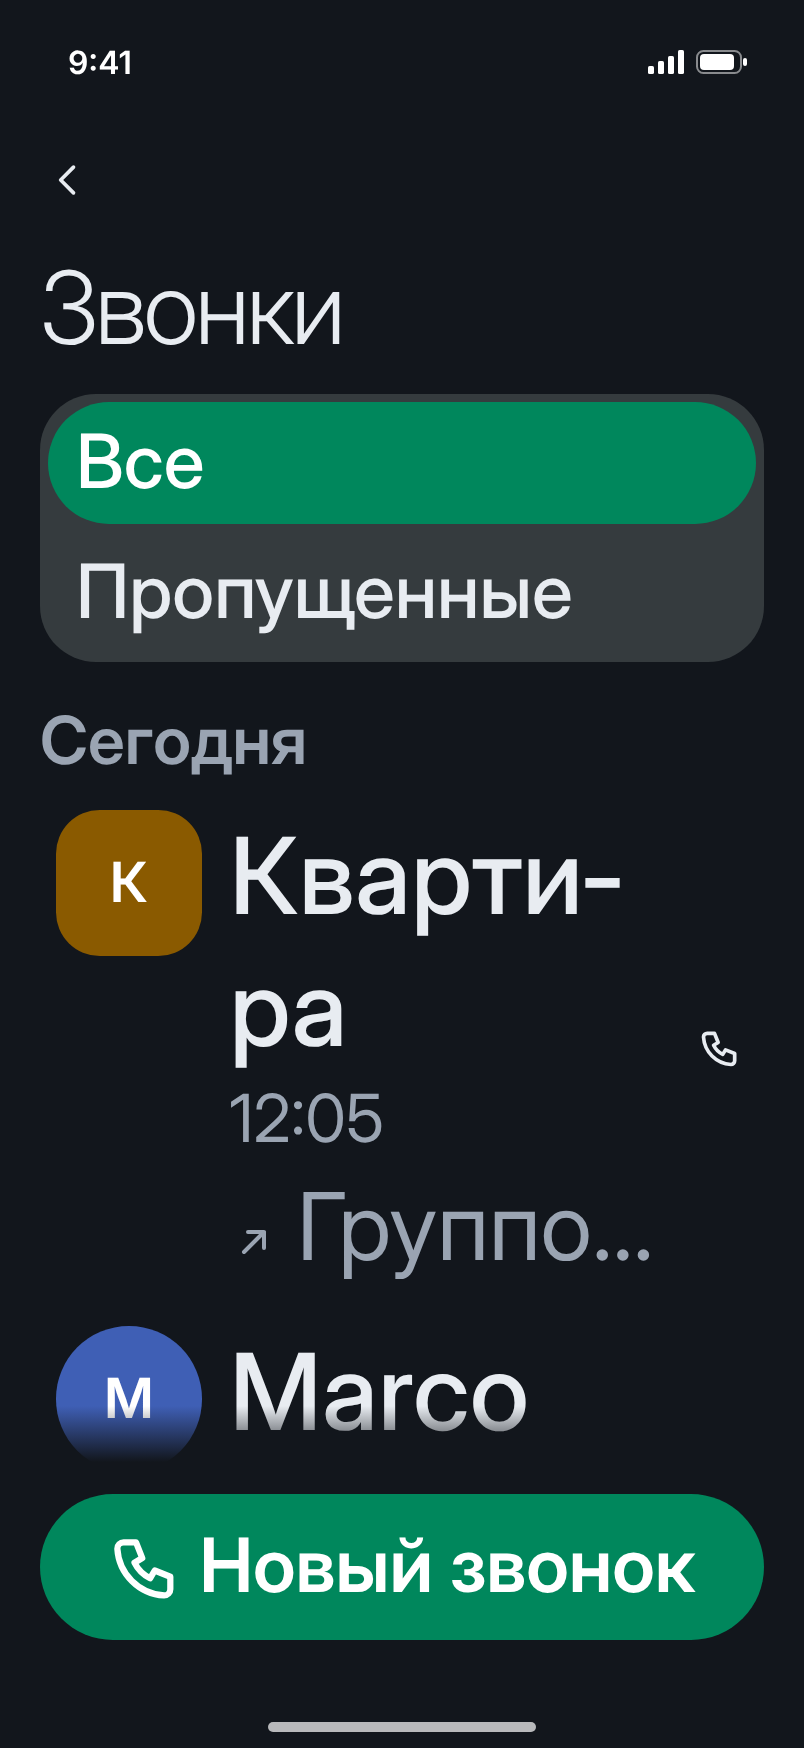 9:41
Звонки
Все
Пропущенные
Сегодня
К
Кварти-
ра
12:05
Группо...
M
Marco
Новый звонок